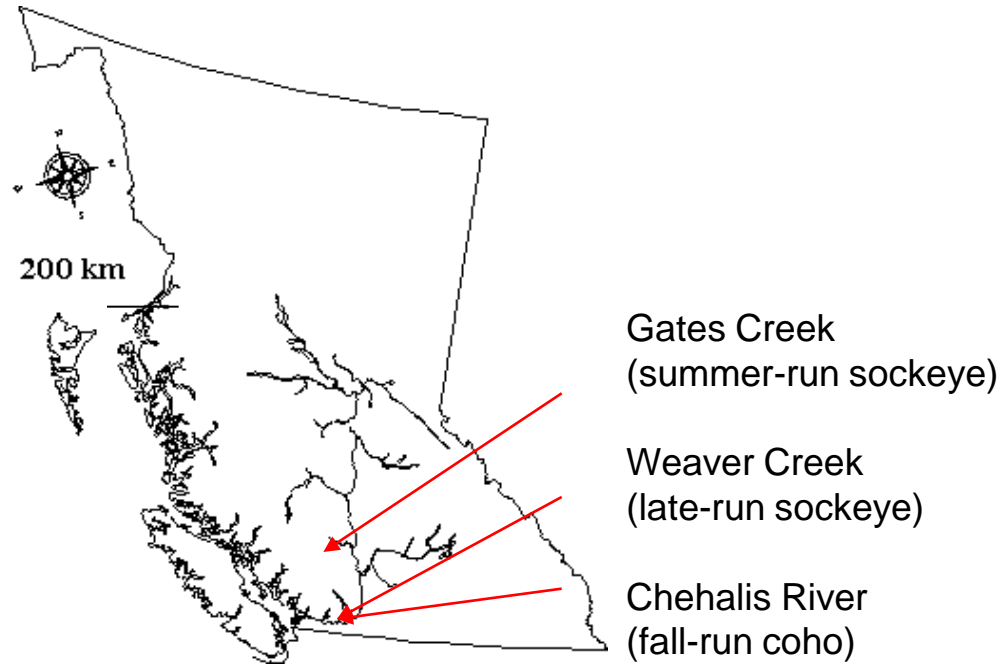 200 km
Gates Creek
(summer-run sockeye)
Weaver Creek
(late-run sockeye)
Chehalis River
(fall-run coho)